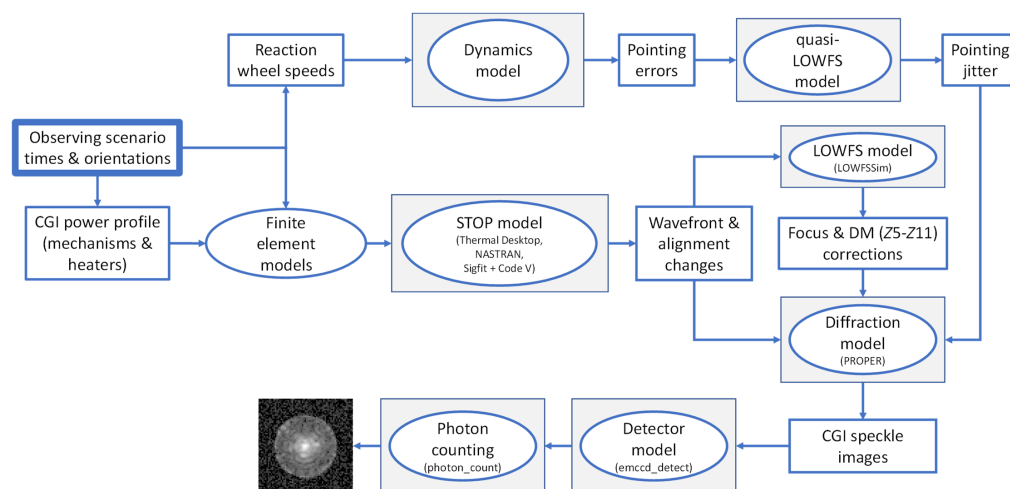 Reaction
wheel speeds
Dynamics
model
Pointing
errors
quasi-
LOWFS
model
Pointing
jitter
Observing scenario
times & orientations
CGI power profile
(mechanisms &
heaters)
Finite
element
models
STOP model
(Thermal Desktop,
NASTRAN,
Sigfit + Code V)
Wavefront &
alignment
changes
LOWFS model
(LOWFSSim)
Focus & DM (Z5-Z11)
corrections
Diffraction
model
(PROPER)
CGI speckle
images
Detector
model
(emccd_detect)
Photon
counting
(photon_count)